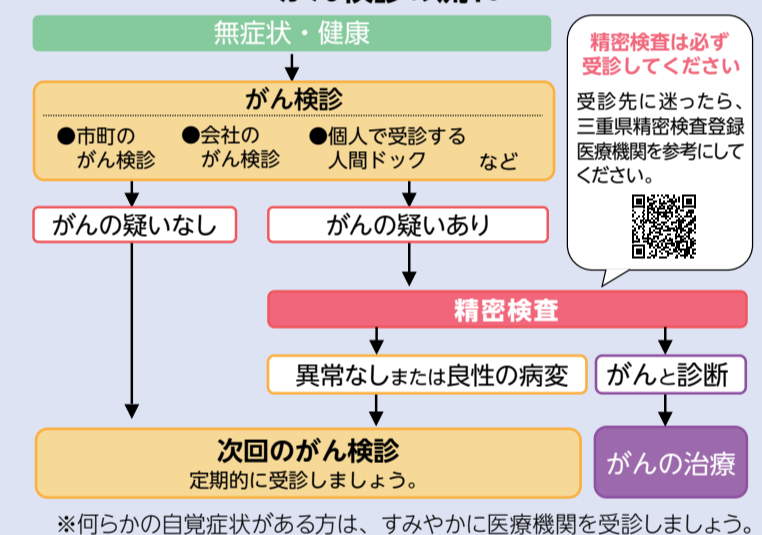 無症状・健康
がん検診
●市町の
がん検診
●会社の
がん検診
●個人で受診する
人間ドック
など
がんの疑いなし
がんの疑いあり
精密検査は必ず
受診してください
受診先に迷ったら、
三重県精密検査登録
医療機関を参考にして
ください。
精密検査
異常なしまたは良性の病変
がんと診断
次回のがん検診
定期的に受診しましょう。
がんの治療
※何らかの自覚症状がある方は、すみやかに医療機関を受診しましょう。